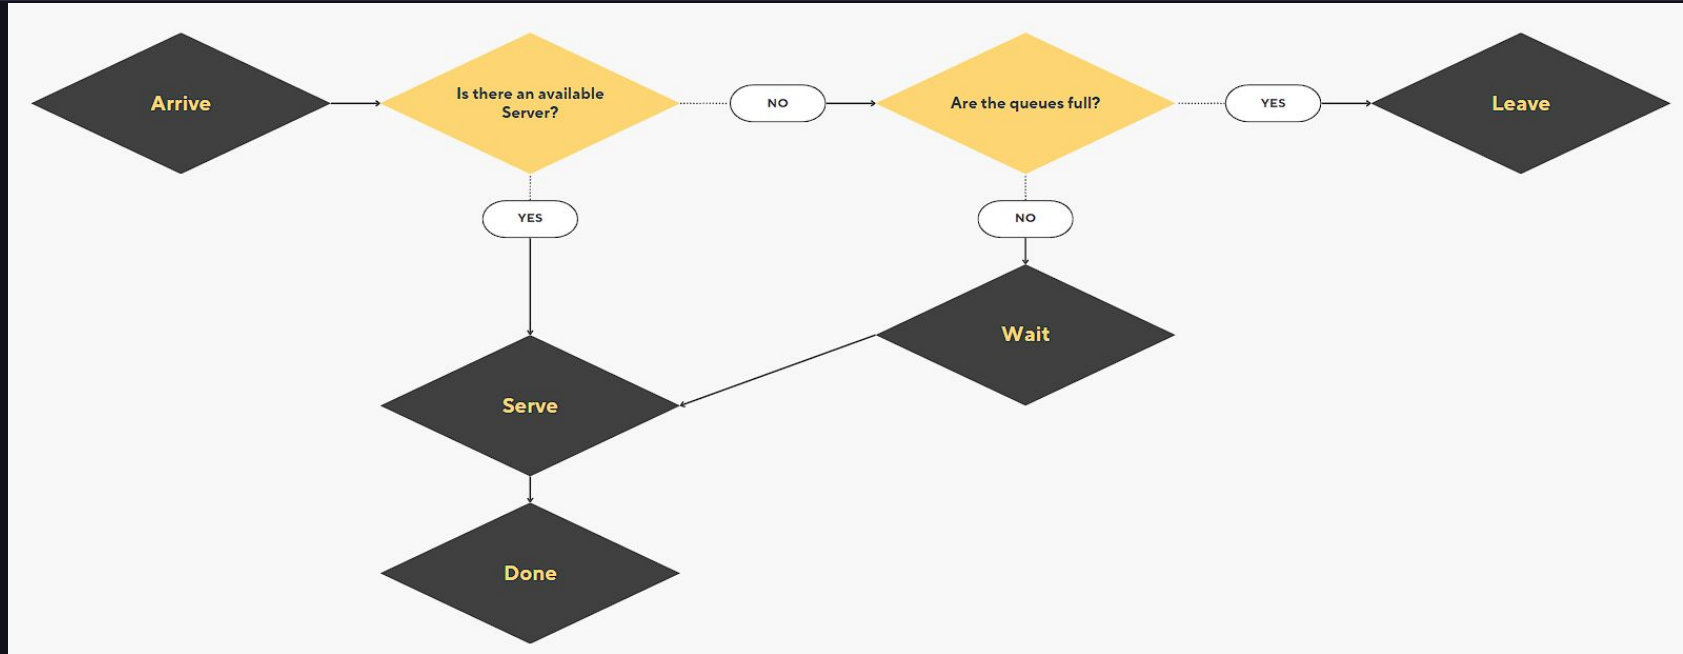 Arrive
Is there an available
Server?
NO
Are the queues full?
YES
Leave
YES
NO
Wait
Serve
Done